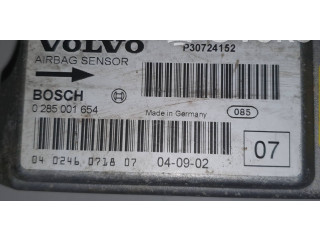 VOLVO
P30724152
AIRBAG SENSOR
BOSCH
0 285 001 654
Made in Germany
085
07
04 0246 0718 07
04-09-02